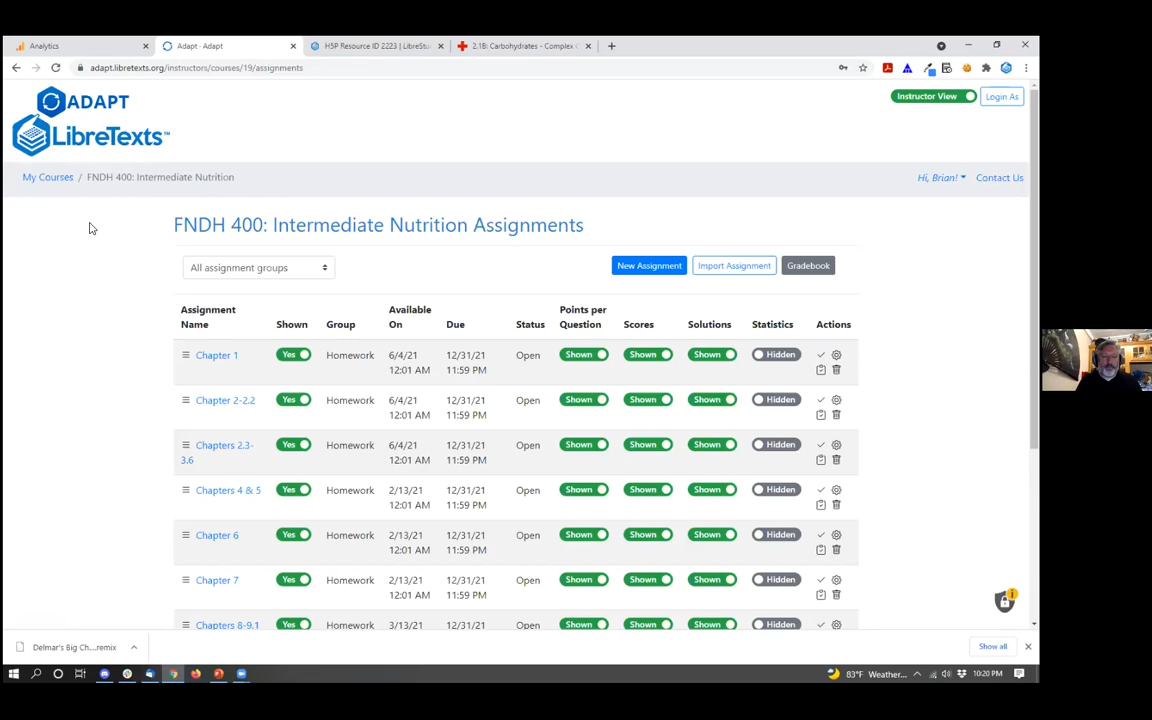 Analytics
Adapt - Adapt
H5P Resource ID 2223 | LibreStu
2.1B: Carbohydrates - Complex C
adapt.libretexts.org/instructors/courses/19/assignments
ADAPT
LibreTexts™
Instructor View
Login As
My Courses / FNDH 400: Intermediate Nutrition
Hi, Brian!
Contact Us
FNDH 400: Intermediate Nutrition Assignments
All assignment groups
New Assignment
Import Assignment
Gradebook
Assignment Name Shown Group Available On Due Status Points per Question Scores Solutions Statistics Actions
Chapter 1 Yes Homework 6/4/21 12/31/21 Open Shown Shown Shown Hidden
12:01 AM 11:59 PM
Chapter 2-2.2 Yes Homework 6/4/21 12/31/21 Open Shown Shown Shown Hidden
12:01 AM 11:59 PM
Chapters 2.3- Yes Homework 6/4/21 12/31/21 Open Shown Shown Shown Hidden
3.6 12:01 AM 11:59 PM
Chapters 4 & 5 Yes Homework 2/13/21 12/31/21 Open Shown Shown Shown Hidden
12:01 AM 11:59 PM
Chapter 6 Yes Homework 2/13/21 12/31/21 Open Shown Shown Shown Hidden
12:01 AM 11:59 PM
Chapter 7 Yes Homework 2/13/21 12/31/21 Open Shown Shown Shown Hidden
12:01 AM 11:59 PM
Chapters 8-9.1 Yes Homework 3/13/21 12/31/21 Open Shown Shown Shown Hidden
Delmar's Big Ch....remix
Show all
83°F Weather...
10:20 PM